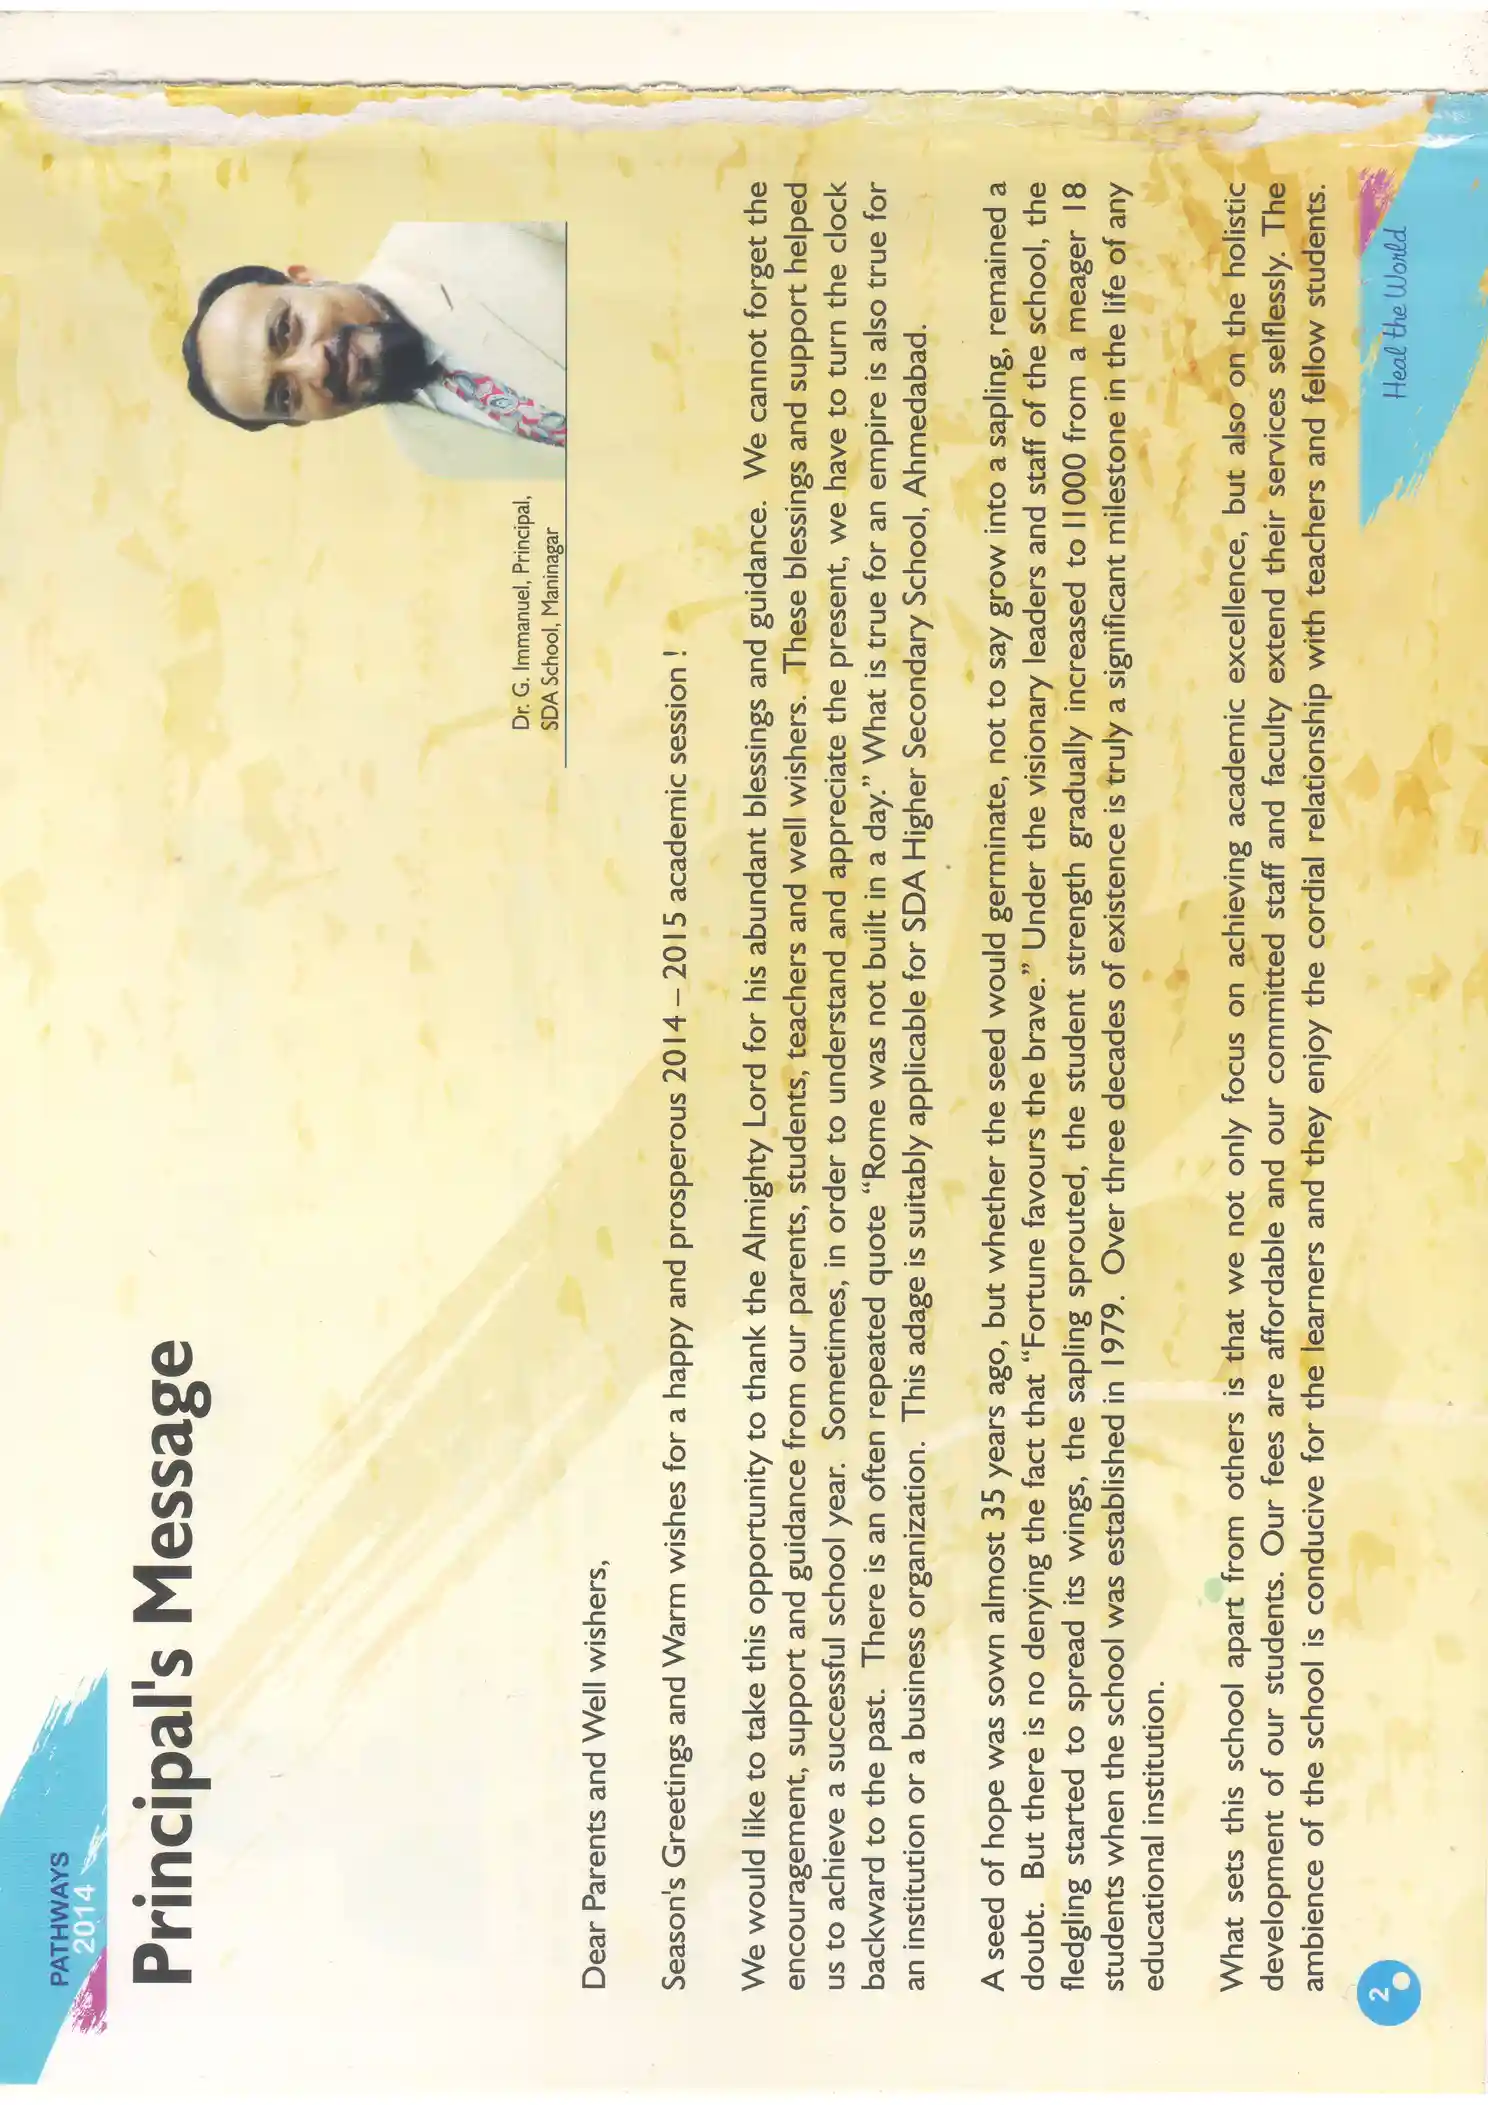 PATHWAYS
2014
Principal's Message
Dr. G. Immanuel, Principal,
SDA School, Maninagar
Dear Parents and Well wishers,
Season's Greetings and Warm wishes for a happy and prosperous 2014 – 2015 academic session !
We would like to take this opportunity to thank the Almighty Lord for his abundant blessings and guidance. We cannot forget the
encouragement, support and guidance from our parents, students, teachers and well wishers. These blessings and support helped
us to achieve a successful school year. Sometimes, in order to understand and appreciate the present, we have to turn the clock
backward to the past. There is an often repeated quote “Rome was not built in a day.” What is true for an empire is also true for
an institution or a business organization. This adage is suitably applicable for SDA Higher Secondary School, Ahmedabad.
A seed of hope was sown almost 35 years ago, but whether the seed would germinate, not to say grow into a sapling, remained a
doubt. But there is no denying the fact that “Fortune favours the brave.” Under the visionary leaders and staff of the school, the
fledgling started to spread its wings, the sapling sprouted, the student strength gradually increased to 11000 from a meager 18
students when the school was established in 1979. Over three decades of existence is truly a significant milestone in the life of any
educational institution.
What sets this school apart from others is that we not only focus on achieving academic excellence, but also on the holistic
development of our students. Our fees are affordable and our committed staff and faculty extend their services selflessly. The
ambience of the school is conducive for the learners and they enjoy the cordial relationship with teachers and fellow students.
2
Heal the World